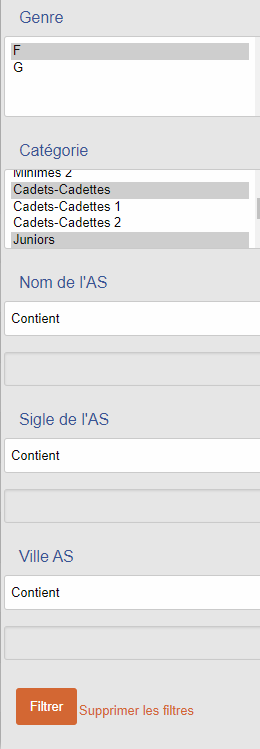 Genre
F
G
Catégorie
Minimes 2
Cadets-Cadettes
Cadets-Cadettes 1
Cadets-Cadettes 2
Juniors
Nom de l'AS
Contient
Sigle de l'AS
Contient
Ville AS
Contient
Filtrer Supprimer les filtres